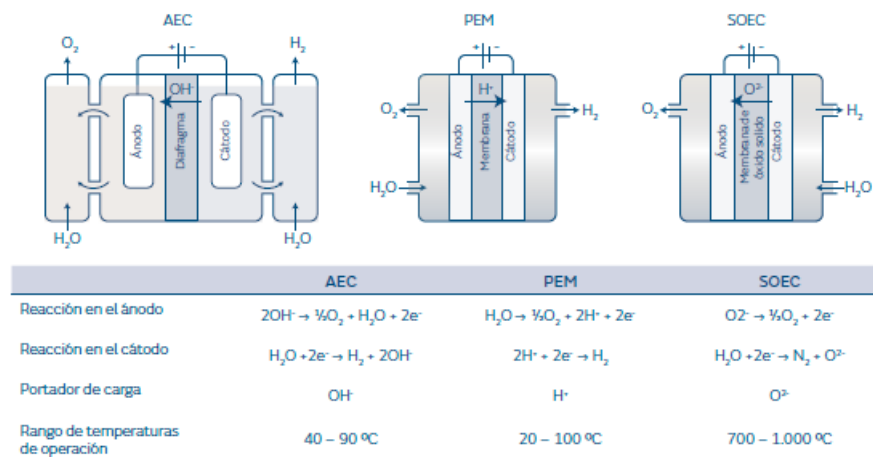 AEC
PEM
SOEC
O₂
H₂
+ -
OH⁻
Ánodo
Diafragma
Cátodo
H₂O
H₂O
+ -
H⁺
O₂
H₂
Ánodo
Membrana
Cátodo
H₂O
+ -
O²⁻
O₂
H₂
Ánodo
Membrana de
óxido solido
Cátodo
H₂O
AEC PEM SOEC
Reacción en el ánodo 2OH⁻ → ½O₂ + H₂O + 2e⁻ H₂O → ½O₂ + 2H⁺ + 2e⁻ O2⁻ → ½O₂ + 2e⁻
Reacción en el cátodo H₂O +2e⁻ → H₂ + 2OH⁻ 2H⁺ + 2e⁻ → H₂ H₂O +2e⁻ → N₂ + O²⁻
Portador de carga OH⁻ H⁺ O²⁻
Rango de temperaturas
de operación 40 – 90 ºC 20 – 100 ºC 700 – 1.000 ºC